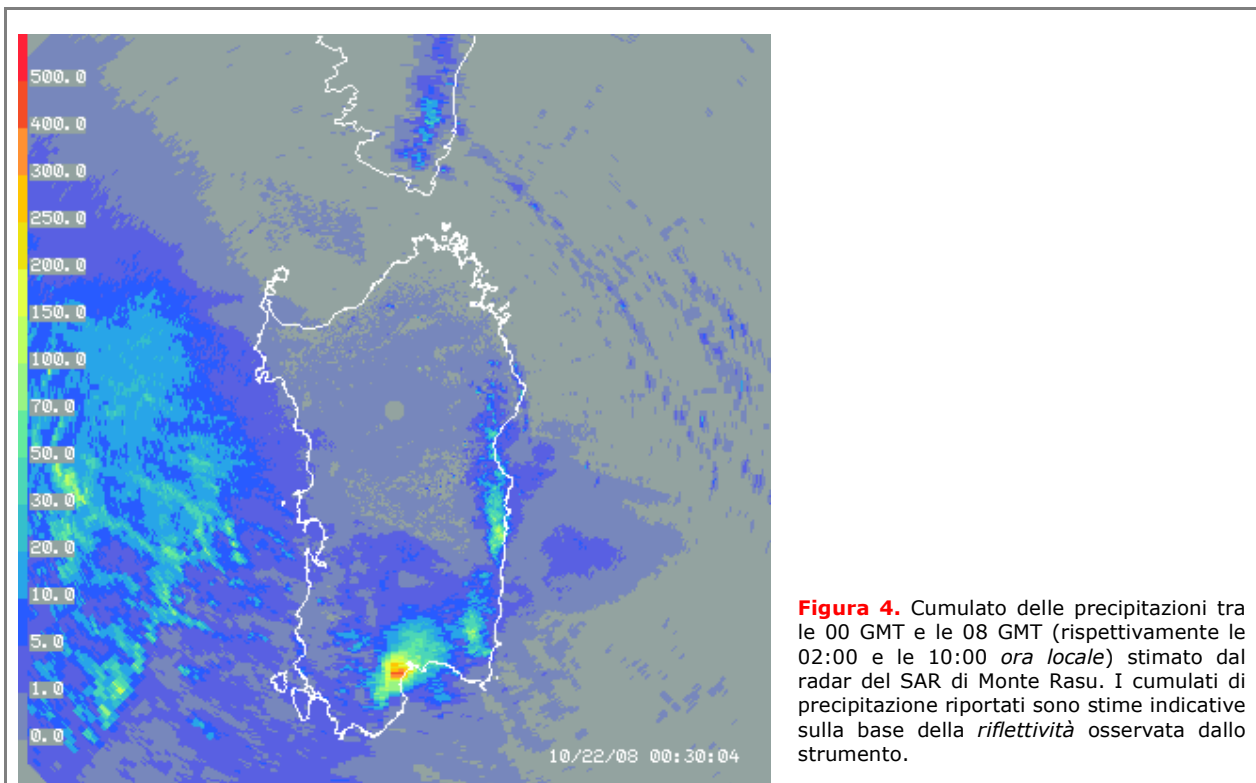 500.0
400.0
300.0
250.0
200.0
150.0
100.0
70.0
50.0
30.0
20.0
10.0
5.0
1.0
0.0
10/22/08 00:30:04
Figura 4. Cumulato delle precipitazioni tra
le 00 GMT e le 08 GMT (rispettivamente le
02:00 e le 10:00 ora locale) stimato dal
radar del SAR di Monte Rasu. I cumulati di
precipitazione riportati sono stime indicative
sulla base della riflettività osservata dallo
strumento.